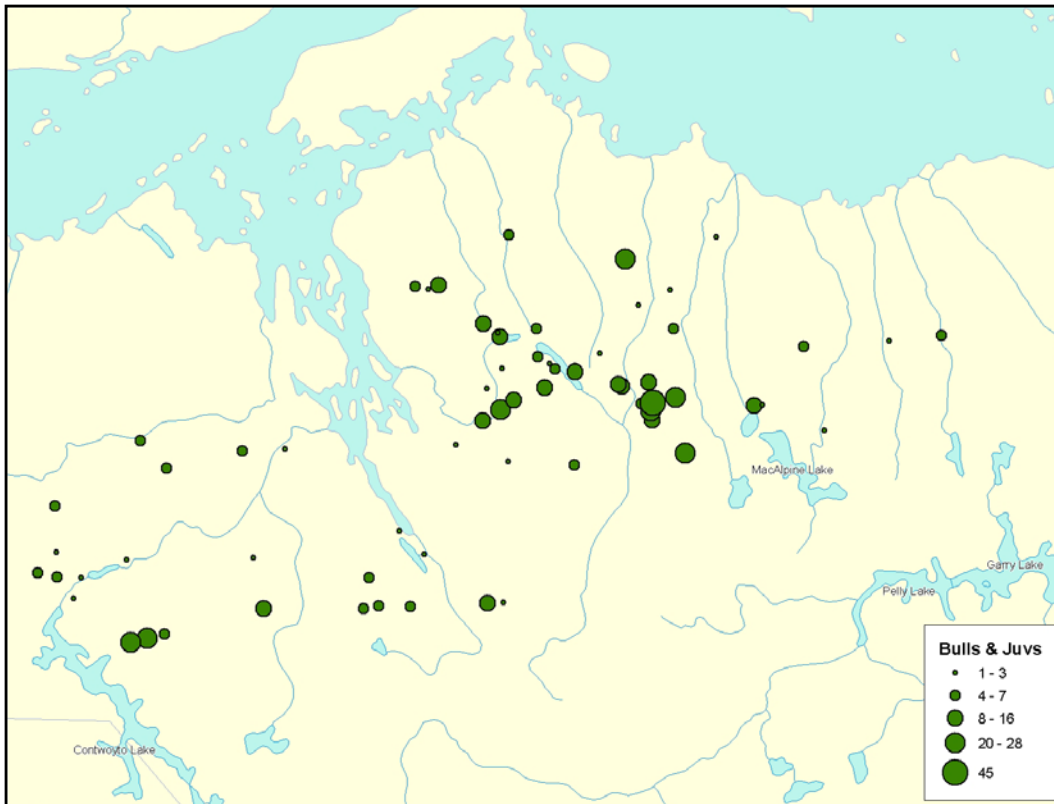 MacAlpine Lake
Garry Lake
Pelly Lake
Contwoyto Lake
Bulls & Juvs
1 - 3
4 - 7
8 - 16
20 - 28
45